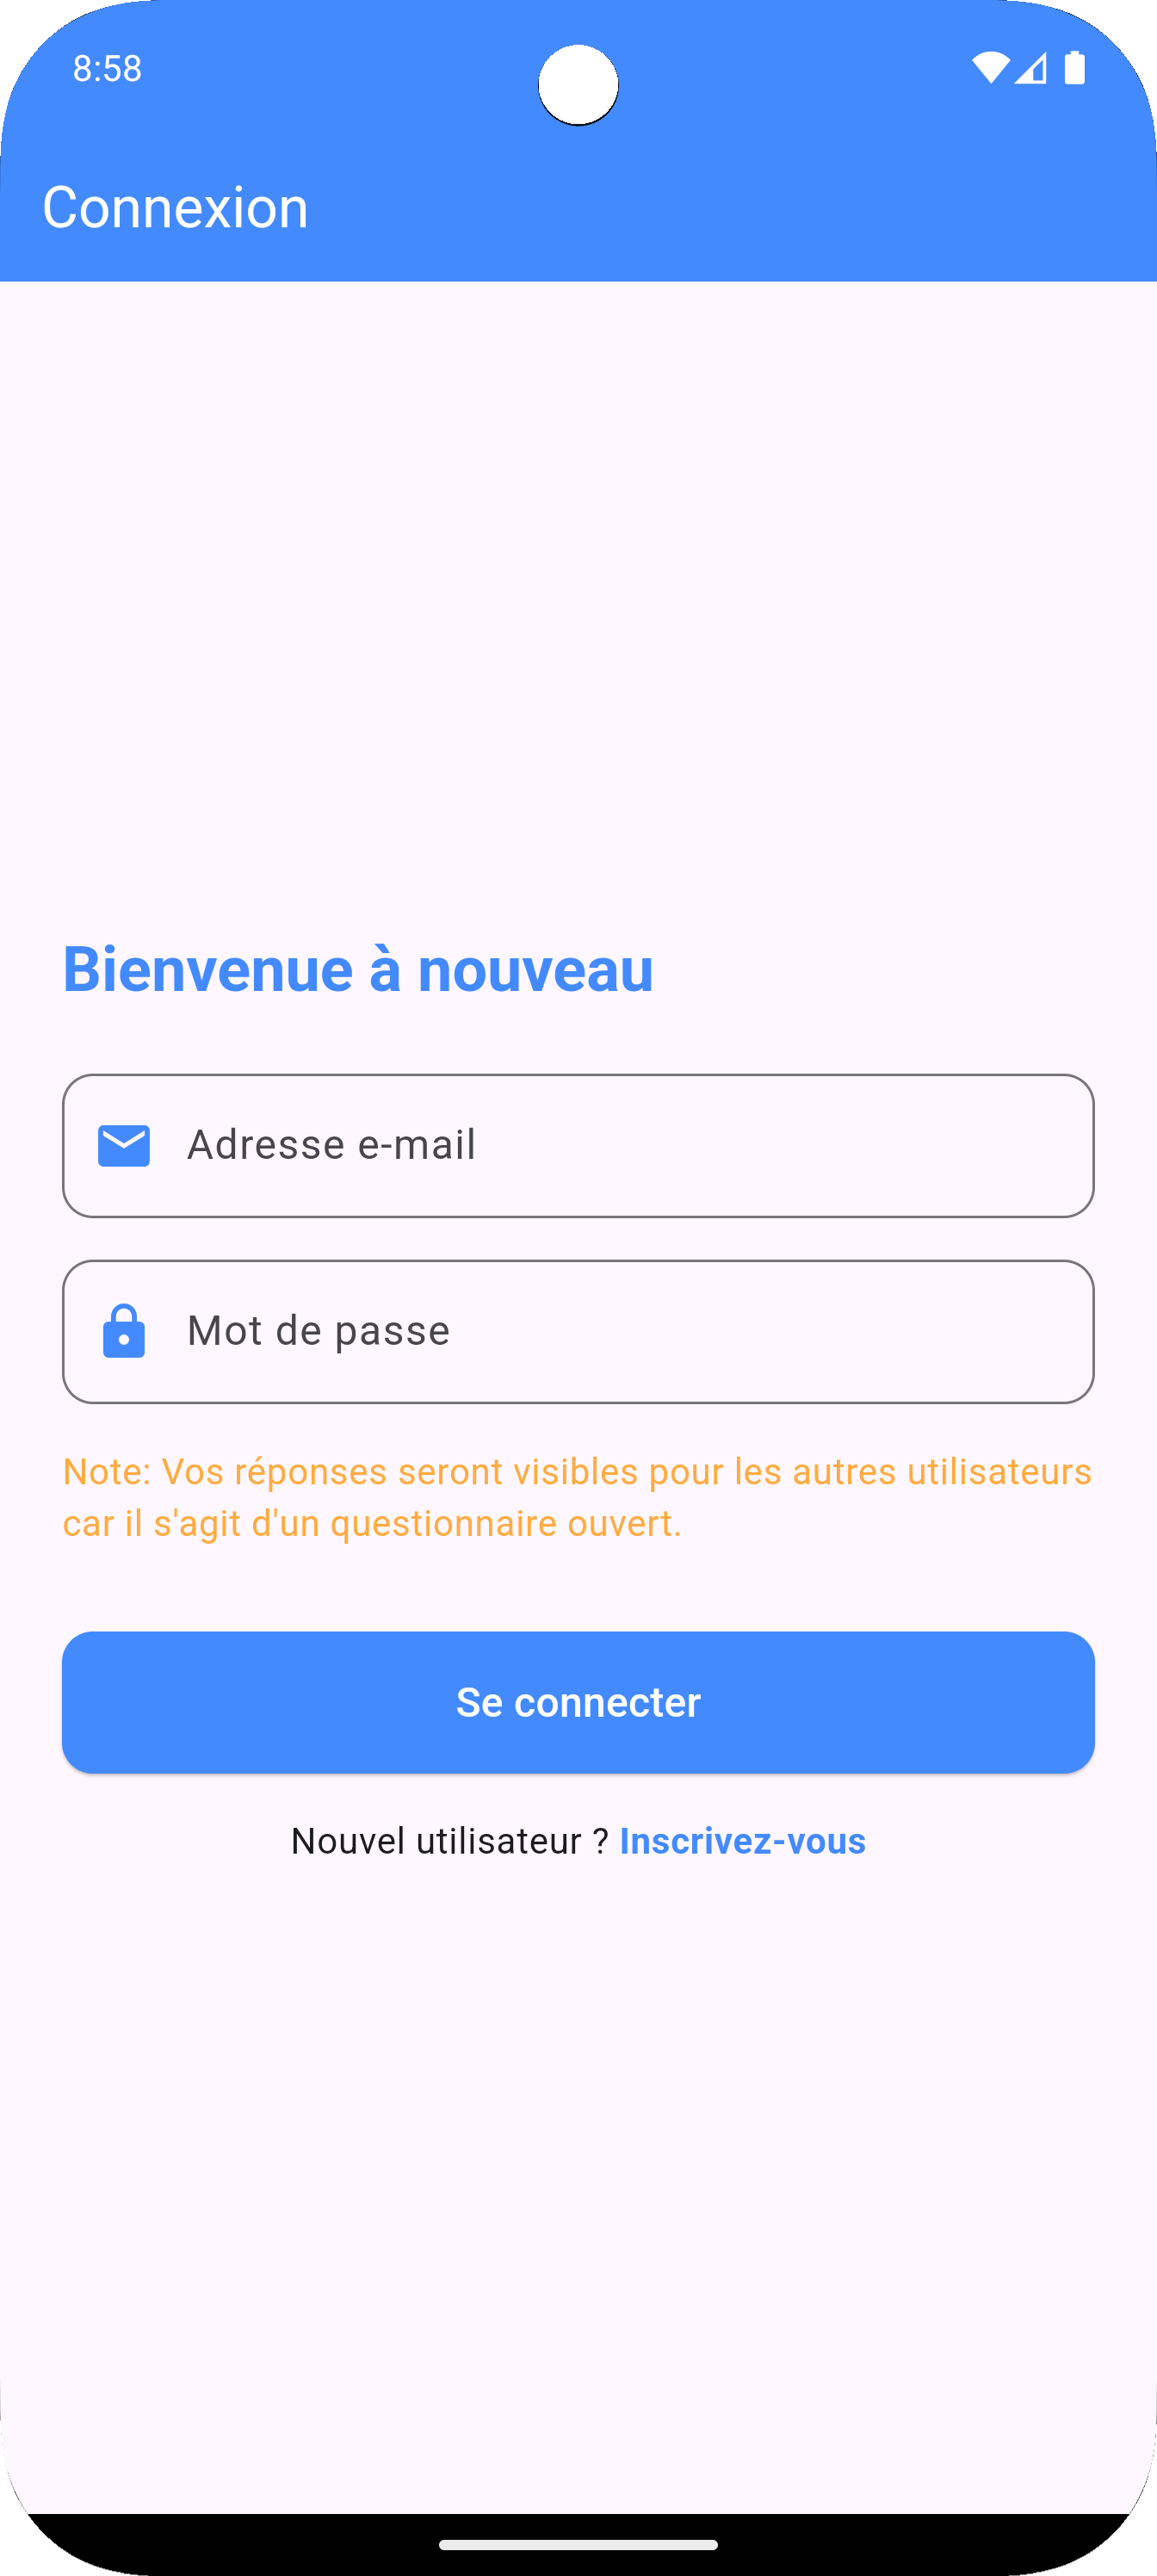 8:58
Connexion
Bienvenue à nouveau
Adresse e-mail
Mot de passe
Note: Vos réponses seront visibles pour les autres utilisateurs
car il s'agit d'un questionnaire ouvert.
Se connecter
Nouvel utilisateur ? Inscrivez-vous